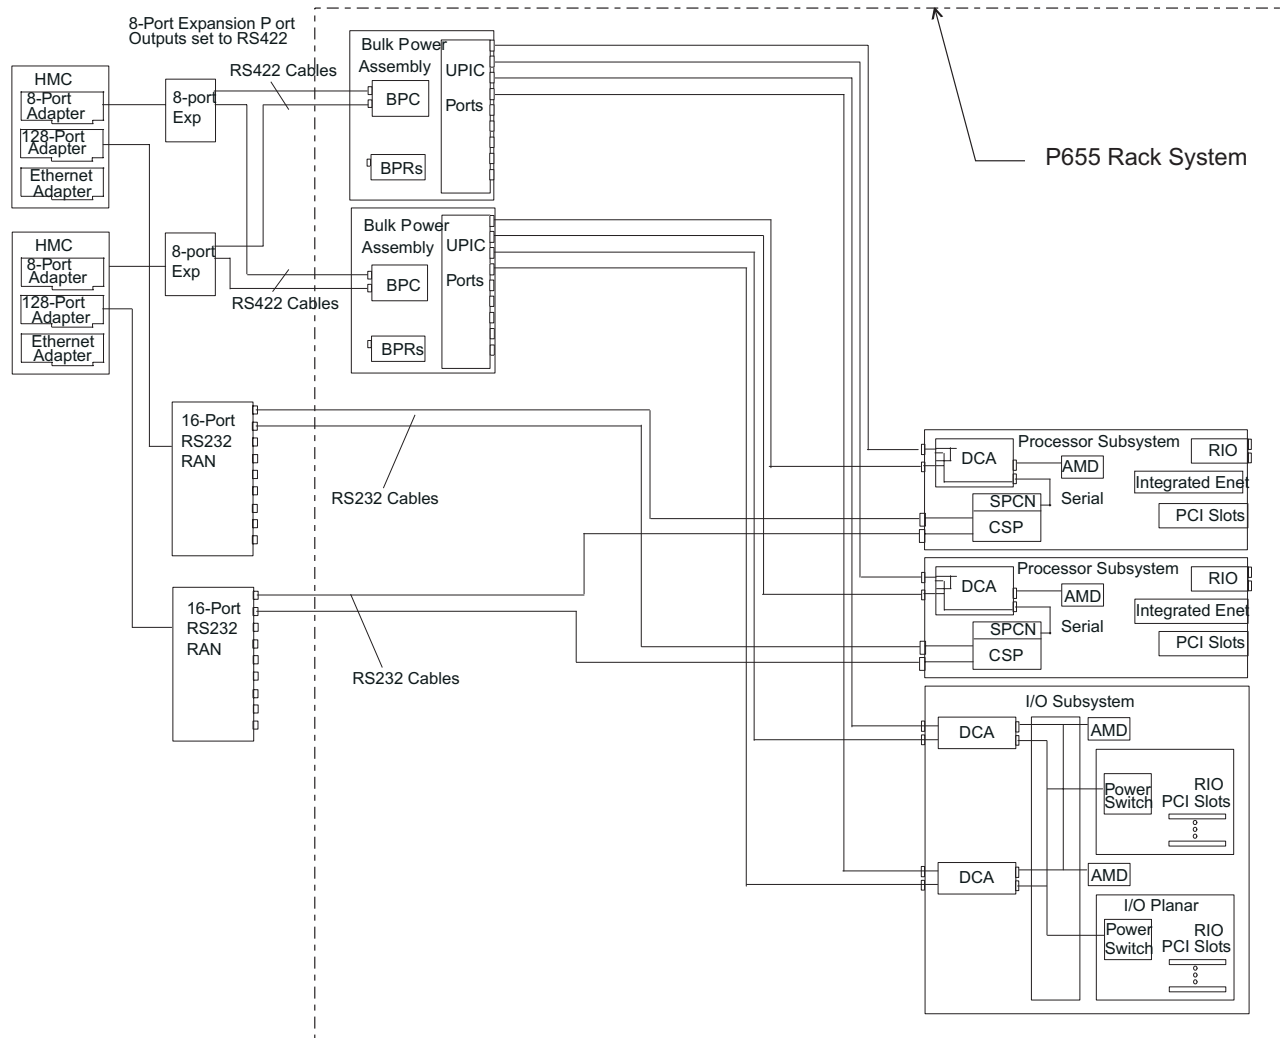 8-Port Expansion P ort
Outputs set to RS422
HMC
8-Port
Adapter
128-Port
Adapter
Ethernet
Adapter
8-port
Exp
RS422 Cables
Bulk Power
Assembly
BPC
BPRs
UPIC
Ports
P655 Rack System
HMC
8-Port
Adapter
128-Port
Adapter
Ethernet
Adapter
8-port
Exp
RS422 Cables
Bulk Power
Assembly
BPC
BPRs
UPIC
Ports
16-Port
RS232
RAN
RS232 Cables
16-Port
RS232
RAN
RS232 Cables
Processor Subsystem
DCA
AMD
RIO
Integrated Enet
SPCN
Serial
CSP
PCI Slots
Processor Subsystem
DCA
AMD
RIO
Integrated Enet
SPCN
Serial
CSP
PCI Slots
I/O Subsystem
DCA
AMD
Power
Switch
RIO
PCI Slots
DCA
AMD
I/O Planar
Power
Switch
RIO
PCI Slots